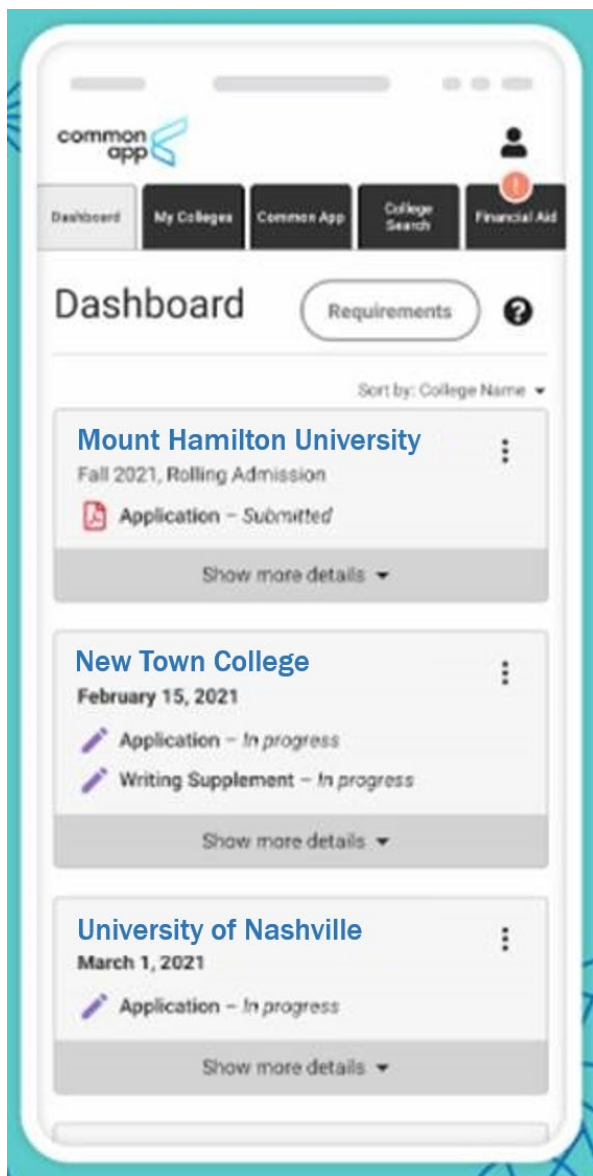 common
app
!
Dashboard
My Colleges
Common App
College
Search
Financial Aid
Dashboard
Requirements
?
Sort by: College Name
Mount Hamilton University
Fall 2021, Rolling Admission
Application – Submitted
Show more details
New Town College
February 15, 2021
Application – In progress
Writing Supplement – In progress
Show more details
University of Nashville
March 1, 2021
Application – In progress
Show more details